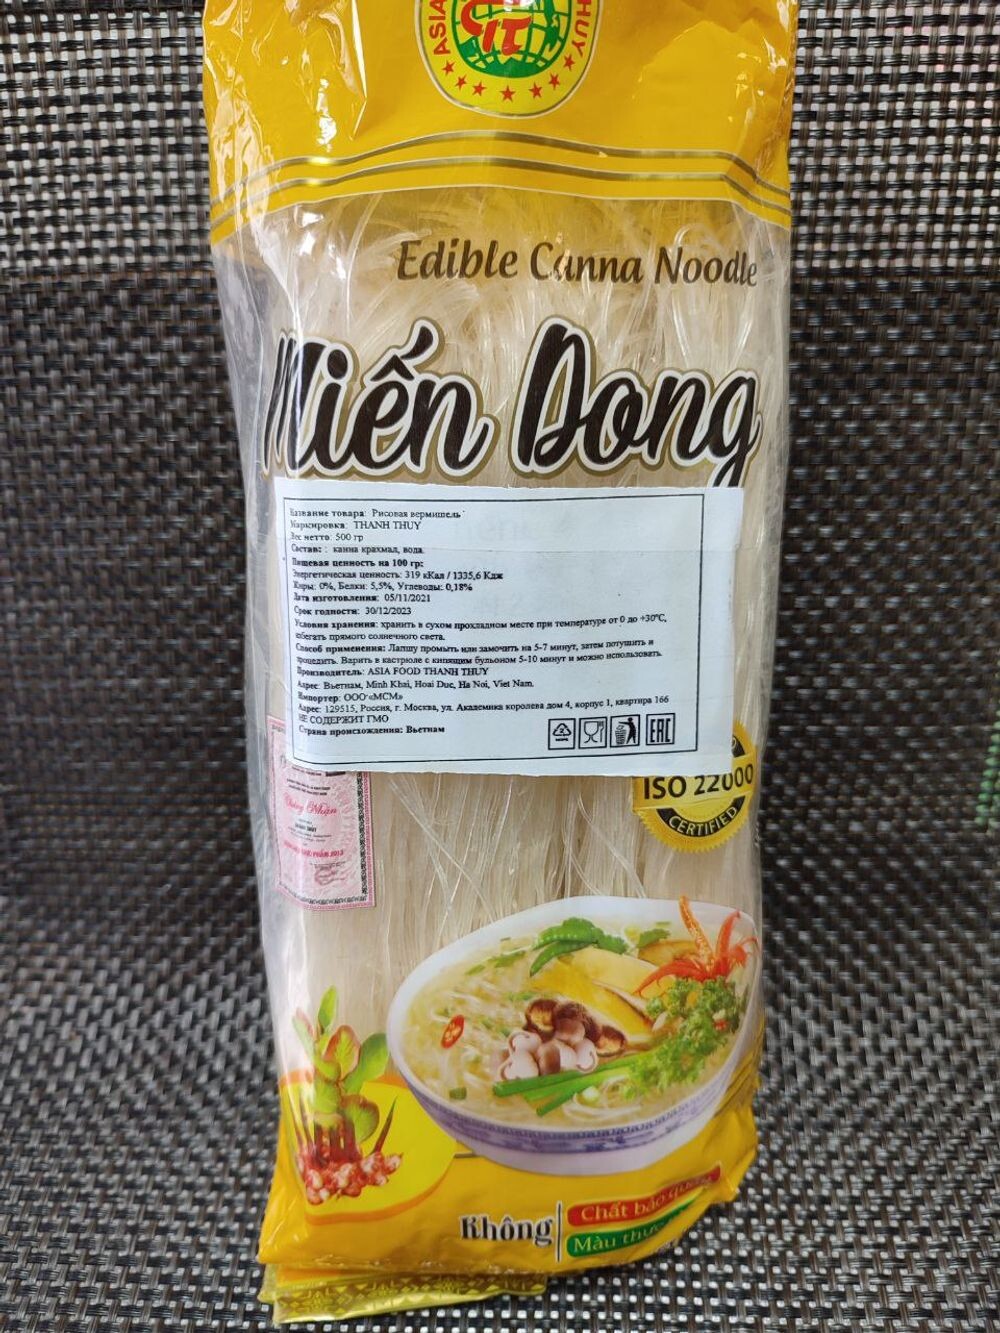 ASIA
HUY
Edible Canna Noodle
Miến Dong
Название товара: Рисовая вермишель
Маркировка: THANH THUY
Вес нетто: 500 гр
Состав: : канна крахмал, вода.
Пищевая ценность на 100 гр:
Энергетическая ценность: 319 кКал / 1335,6 Кдж
Жиры: 0%, Белки: 5,5%, Углеводы: 0,18%
Дата изготовления: 05/11/2021
Срок годности: 30/12/2023
Условия хранения: хранить в сухом прохладном месте при температуре от 0 до +30°С,
избегать прямого солнечного света.
Способ применения: Лапшу промыть или замочить на 5-7 минут, затем потушить и
процедить. Варить в кастрюле с кипящим бульоном 5-10 минут и можно использовать.
Производитель: ASIA FOOD THANH THUY
Адрес: Вьетнам, Minh Khai, Hoai Duc, Ha Noi, Viet Nam.
Импортер: ООО «МСМ»
Адрес: 129515, Россия, г. Москва, ул. Академика королева дом 4, корпус 1, квартира 166
НЕ СОДЕРЖИТ ГМО
Страна происхождения: Вьетнам
EAC
ISO 22000
CERTIFIED
Chứng Nhận
Không
Chất bảo
Màu